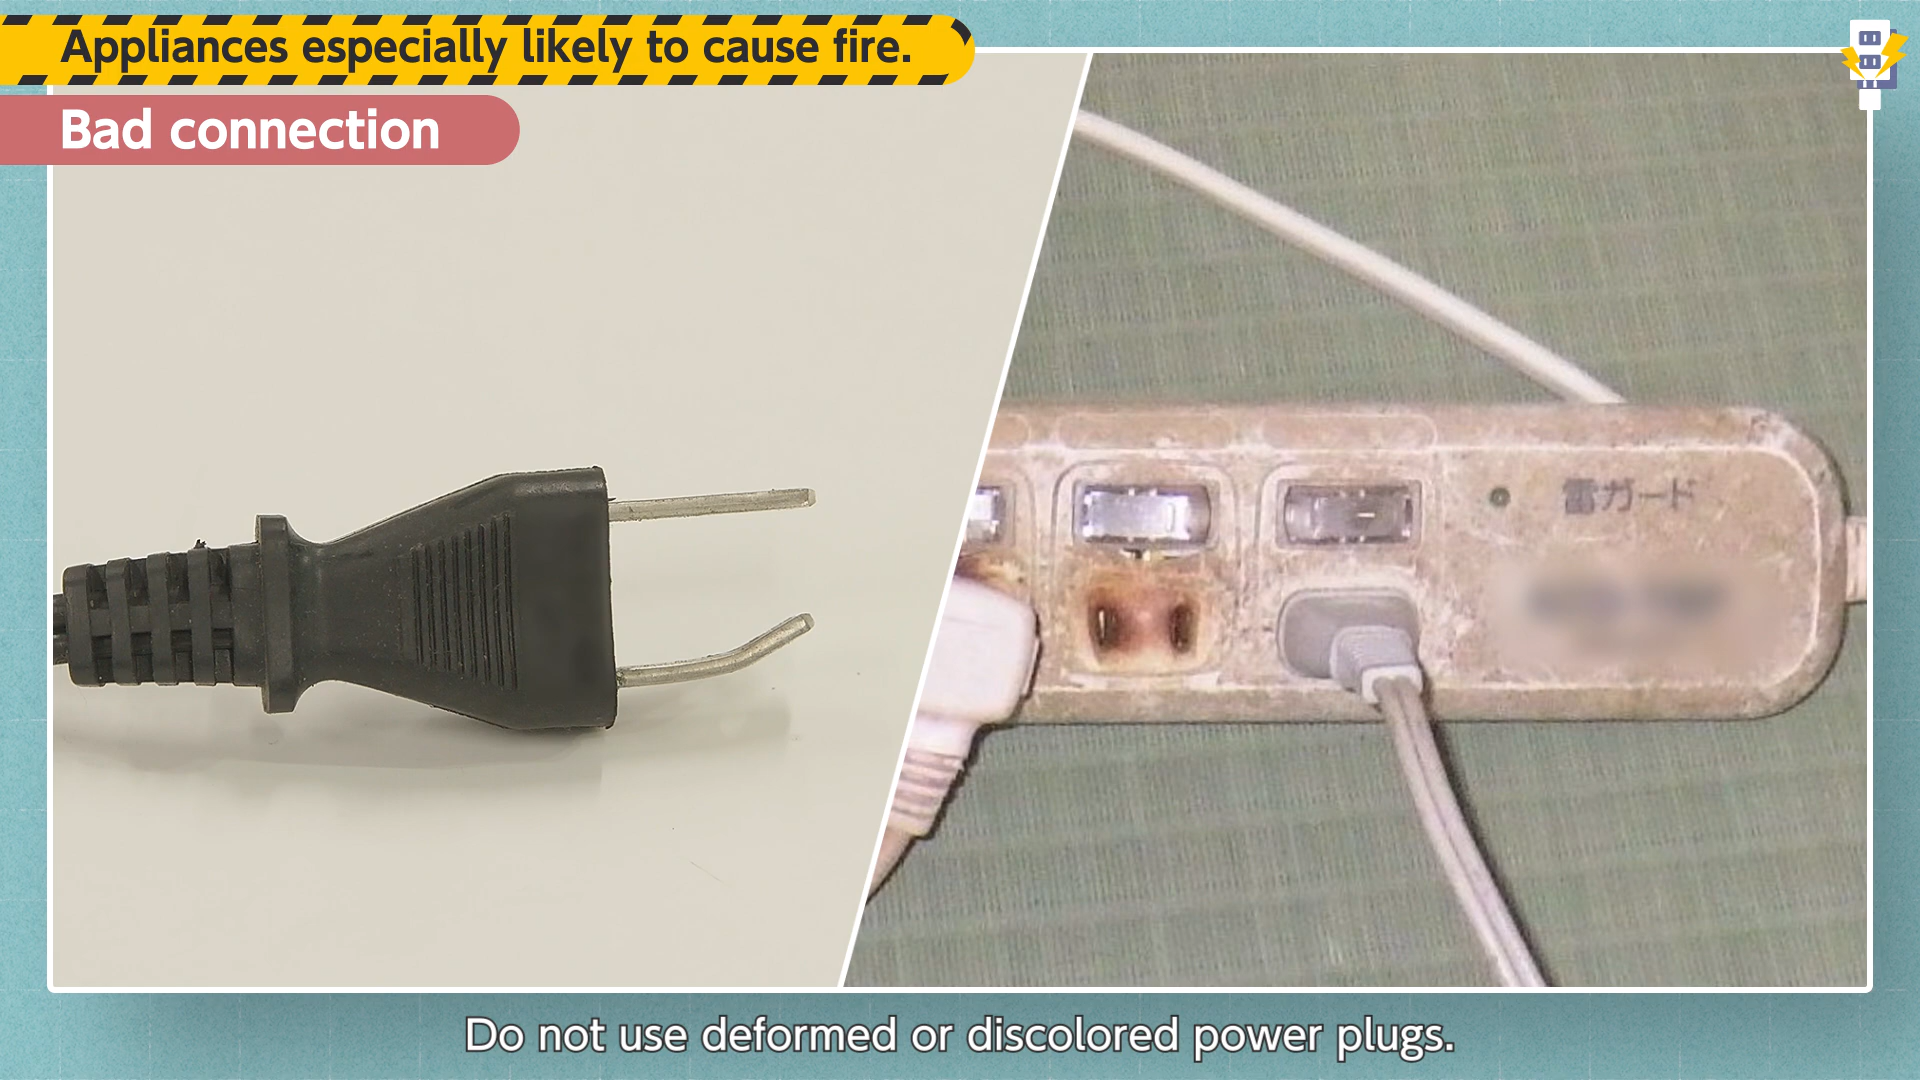 Appliances especially likely to cause fire.
Bad connection
雷ガード
Do not use deformed or discolored power plugs.